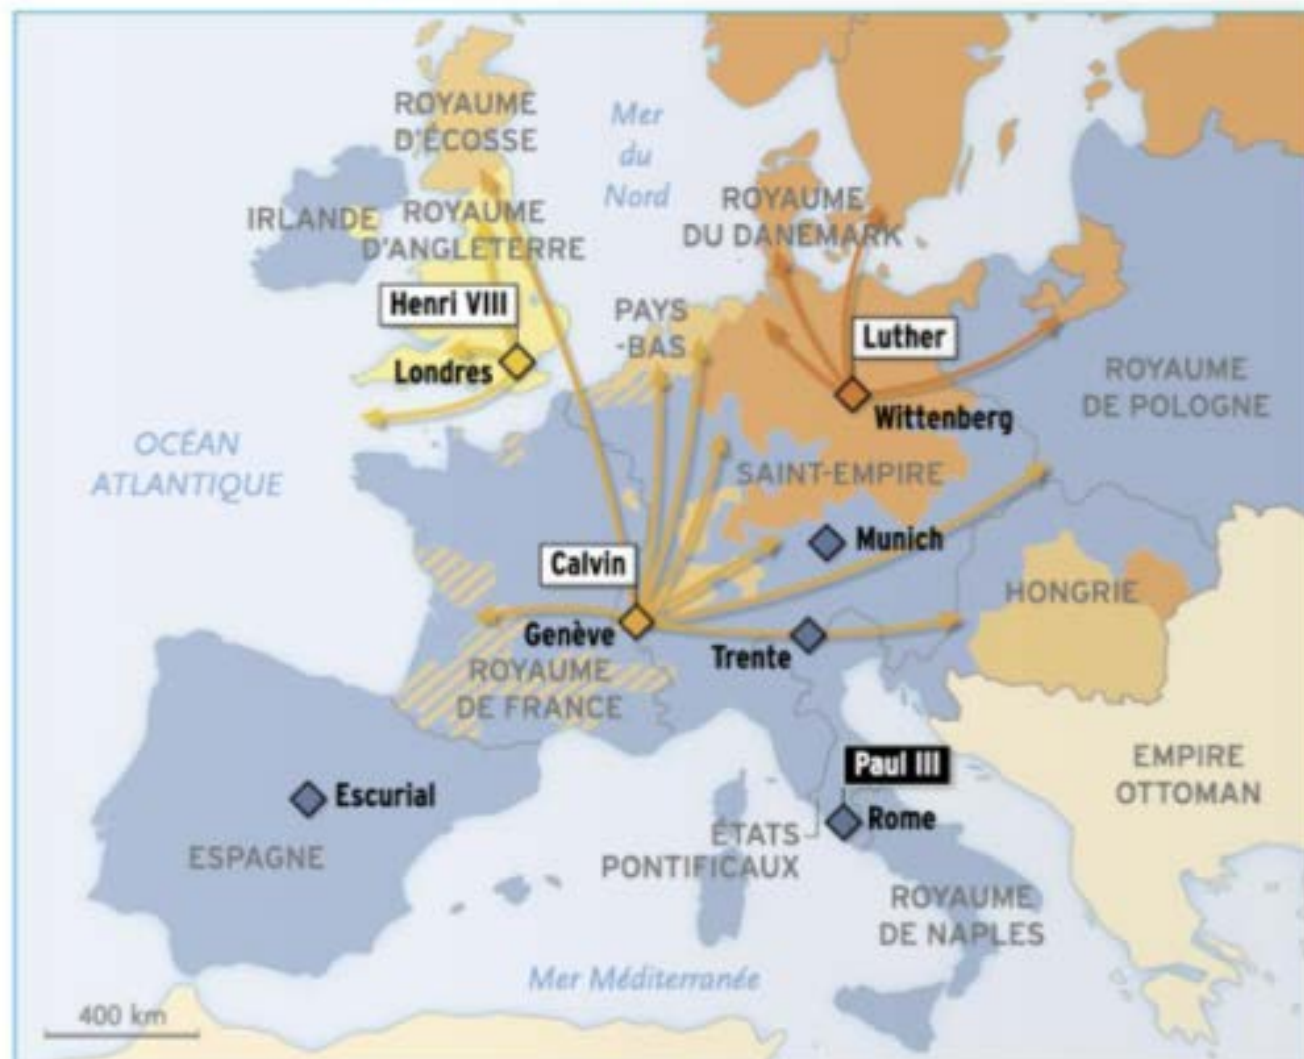 ROYAUME
D'ÉCOSSE
Mer
du
Nord
IRLANDE
ROYAUME
D'ANGLETERRE
ROYAUME
DU DANEMARK
Henri VIII
PAYS
-BAS
Luther
Londres
Wittenberg
ROYAUME
DE POLOGNE
OCÉAN
ATLANTIQUE
SAINT-EMPIRE
Munich
Calvin
HONGRIE
Genève
Trente
ROYAUME
DE FRANCE
Paul III
EMPIRE
OTTOMAN
Escurial
Rome
ESPAGNE
ÉTATS
PONTIFICAUX
ROYAUME
DE NAPLES
Mer Méditerranée
400 km